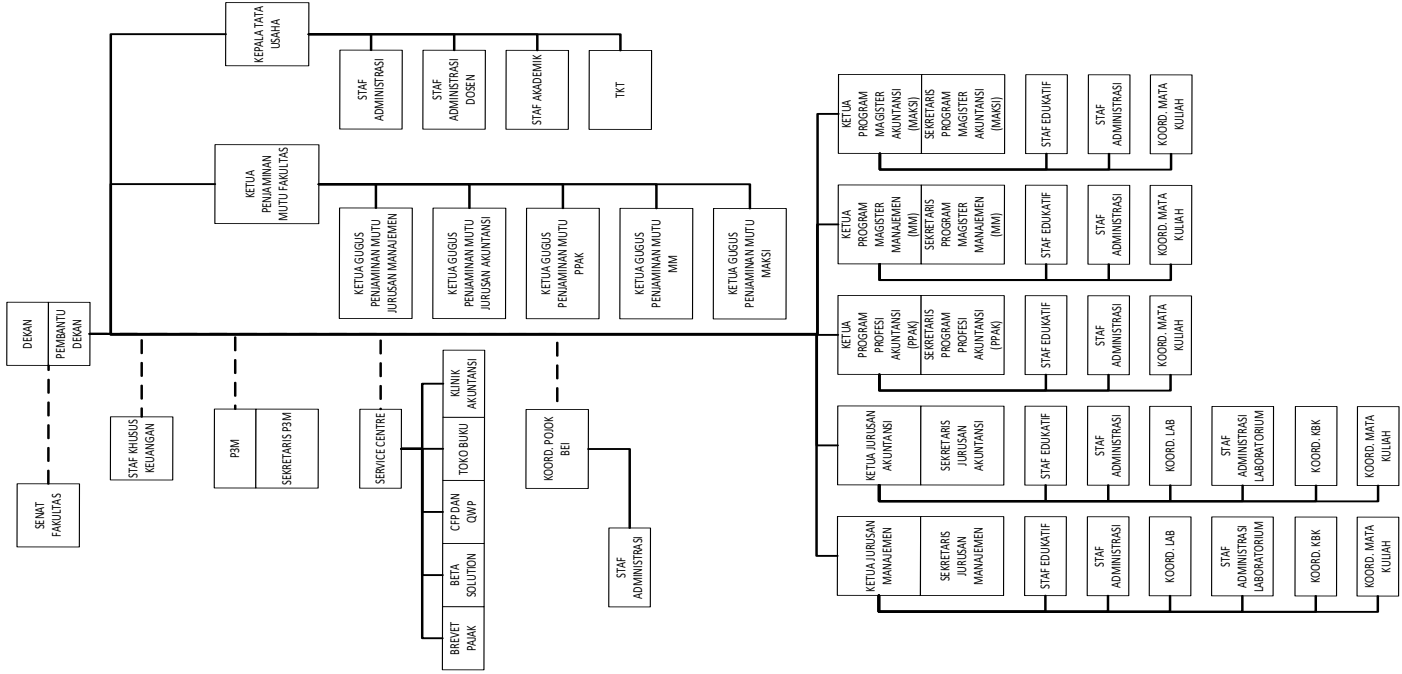 DEKAN
PEMBANTU
DEKAN
SENAT
FAKULTAS
STAF KHUSUS
KEUANGAN
P3M
SEKRETARIS P3M
SERVICE CENTRE
BREVET
PAJAK
BETA
SOLUTION
CFP DAN
QWP
TOKO BUKU
KLINIK
AKUNTANSI
KOORD. POJOK
BEI
STAF
ADMINISTRASI
KETUA
PENJAMINAN
MUTU FAKULTAS
KETUA GUGUS
PENJAMINAN MUTU
JURUSAN MANAJEMEN
KETUA GUGUS
PENJAMINAN MUTU
JURUSAN AKUNTANSI
KETUA GUGUS
PENJAMINAN MUTU
PPAK
KETUA GUGUS
PENJAMINAN MUTU
MM
KETUA GUGUS
PENJAMINAN MUTU
MAKSI
KEPALA TATA
USAHA
STAF
ADMINISTRASI
STAF
ADMINISTRASI
DOSEN
STAF AKADEMIK
TKT
KETUA JURUSAN
MANAJEMEN
SEKRETARIS
JURUSAN
MANAJEMEN
STAF EDUKATIF
STAF
ADMINISTRASI
KOORD. LAB
STAF
ADMINISTRASI
LABORATORIUM
KOORD. KBK
KOORD. MATA
KULIAH
KETUA JURUSAN
AKUNTANSI
SEKRETARIS
JURUSAN
AKUNTANSI
STAF EDUKATIF
STAF
ADMINISTRASI
KOORD. LAB
STAF
ADMINISTRASI
LABORATORIUM
KOORD. KBK
KOORD. MATA
KULIAH
KETUA
PROGRAM
PROFESI
AKUNTANSI
(PPAK)
SEKRETARIS
PROGRAM
PROFESI
AKUNTANSI
(PPAK)
STAF EDUKATIF
STAF
ADMINISTRASI
KOORD. MATA
KULIAH
KETUA
PROGRAM
MAGISTER
MANAJEMEN
(MM)
SEKRETARIS
PROGRAM
MAGISTER
MANAJEMEN
(MM)
STAF EDUKATIF
STAF
ADMINISTRASI
KOORD. MATA
KULIAH
KETUA
PROGRAM
MAGISTER
AKUNTANSI
(MAKSI)
SEKRETARIS
PROGRAM
MAGISTER
AKUNTANSI
(MAKSI)
STAF EDUKATIF
STAF
ADMINISTRASI
KOORD. MATA
KULIAH